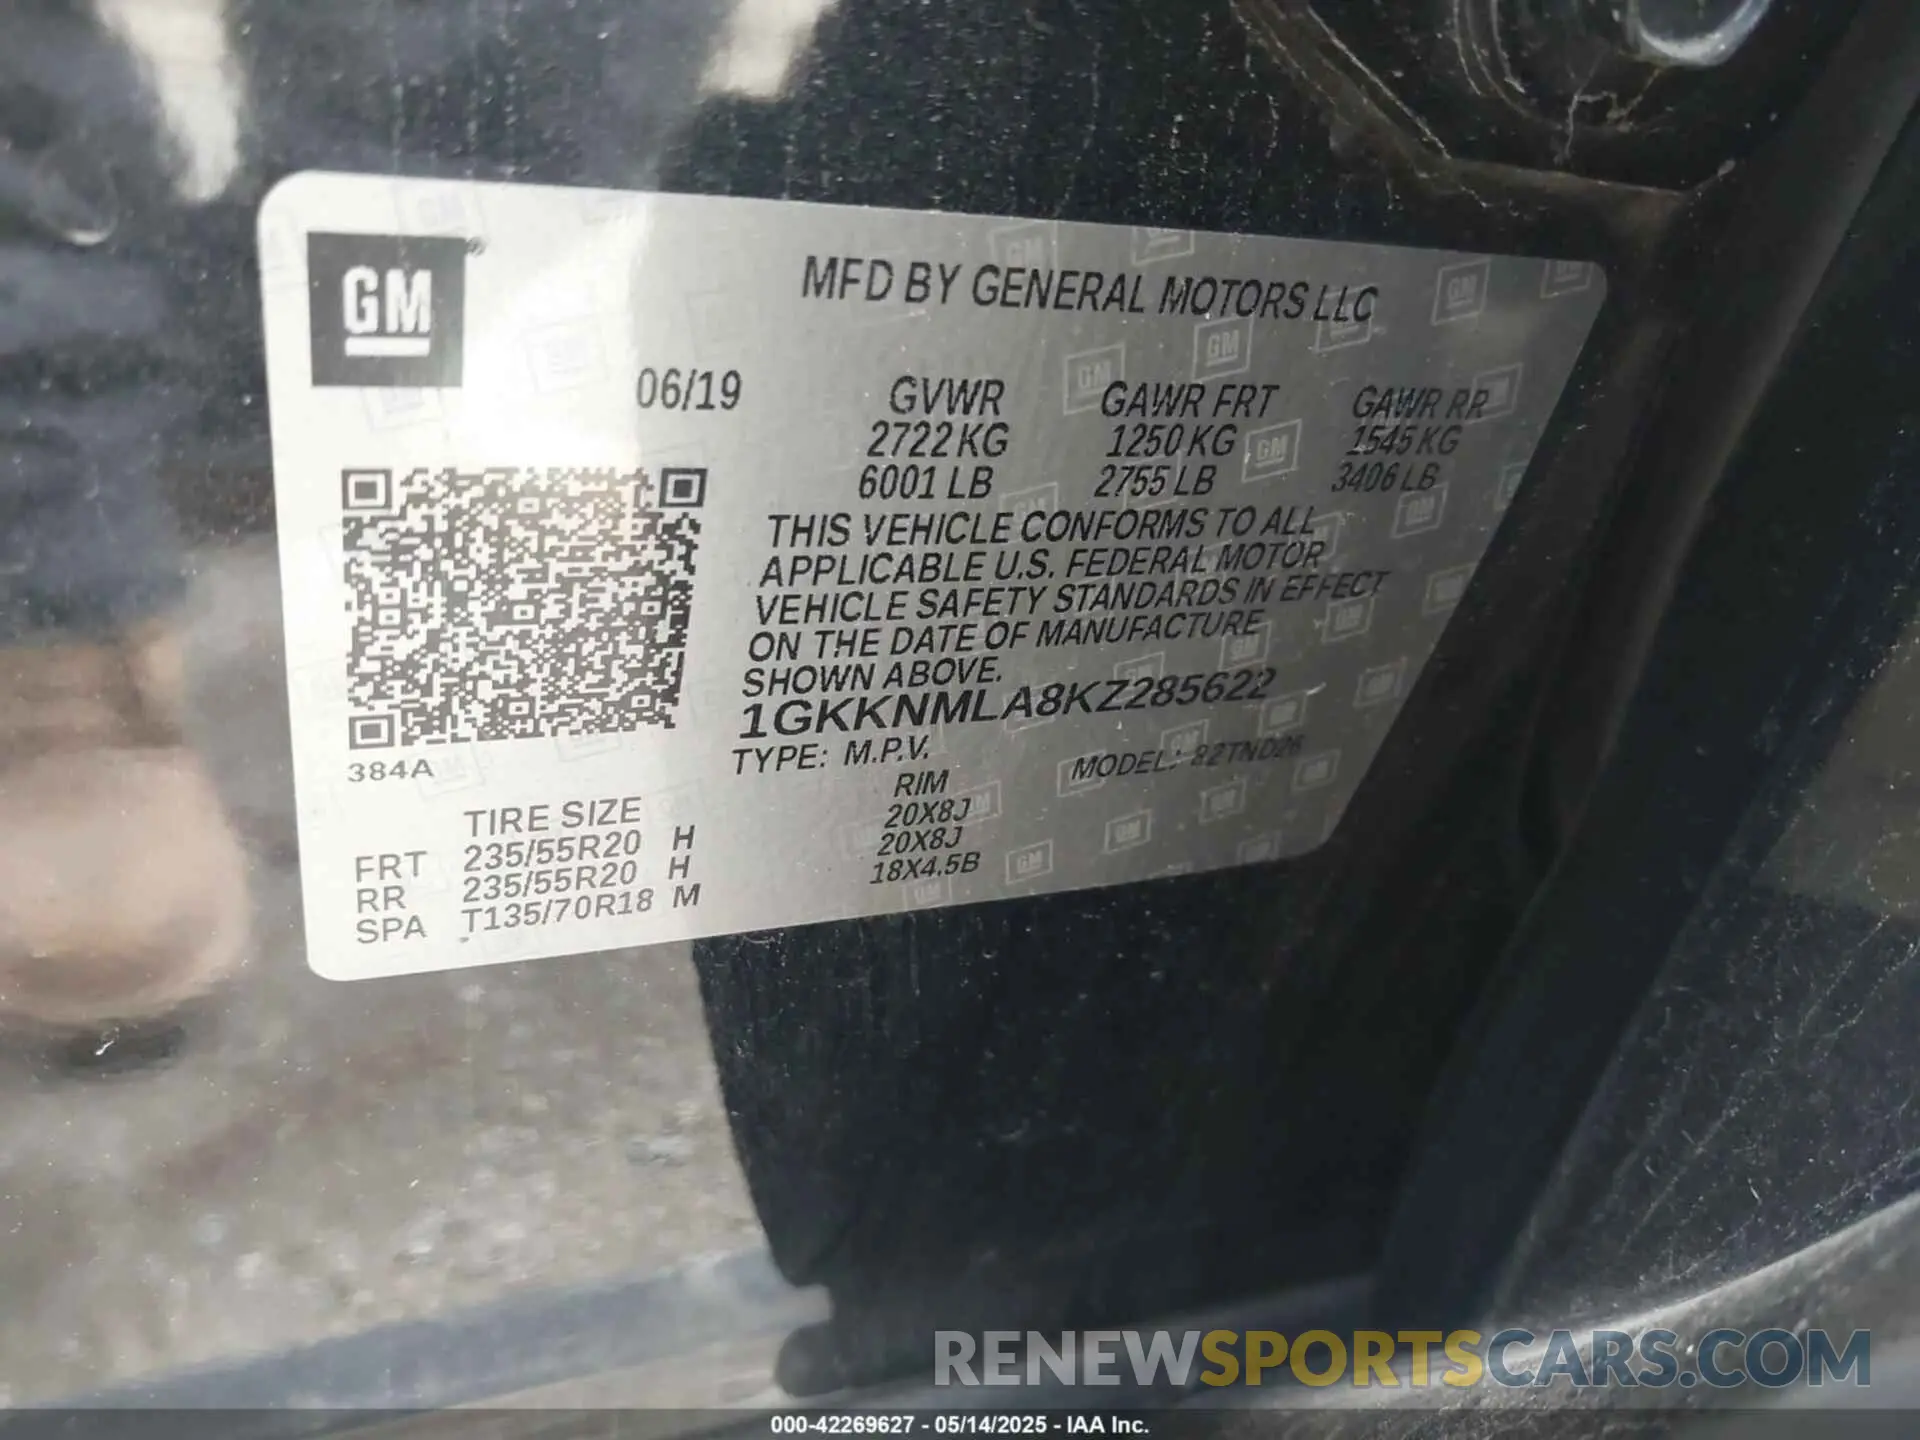 GM®
MFD BY GENERAL MOTORS LLC
06/19 GVWR GAWR FRT GAWR RR
2722 KG 1250 KG 1545 KG
6001 LB 2755 LB 3406 LB
THIS VEHICLE CONFORMS TO ALL
APPLICABLE U.S. FEDERAL MOTOR
VEHICLE SAFETY STANDARDS IN EFFECT
ON THE DATE OF MANUFACTURE
SHOWN ABOVE.
1GKKNMLA8KZ285622
TYPE: M.P.V. MODEL: 82TND26
384A
TIRE SIZE RIM
FRT 235/55R20 H 20X8J
RR 235/55R20 H 20X8J
SPA T135/70R18 M 18X4.5B
RENEWSPORTSCARS.COM
000-42269627 - 05/14/2025 - IAA Inc.